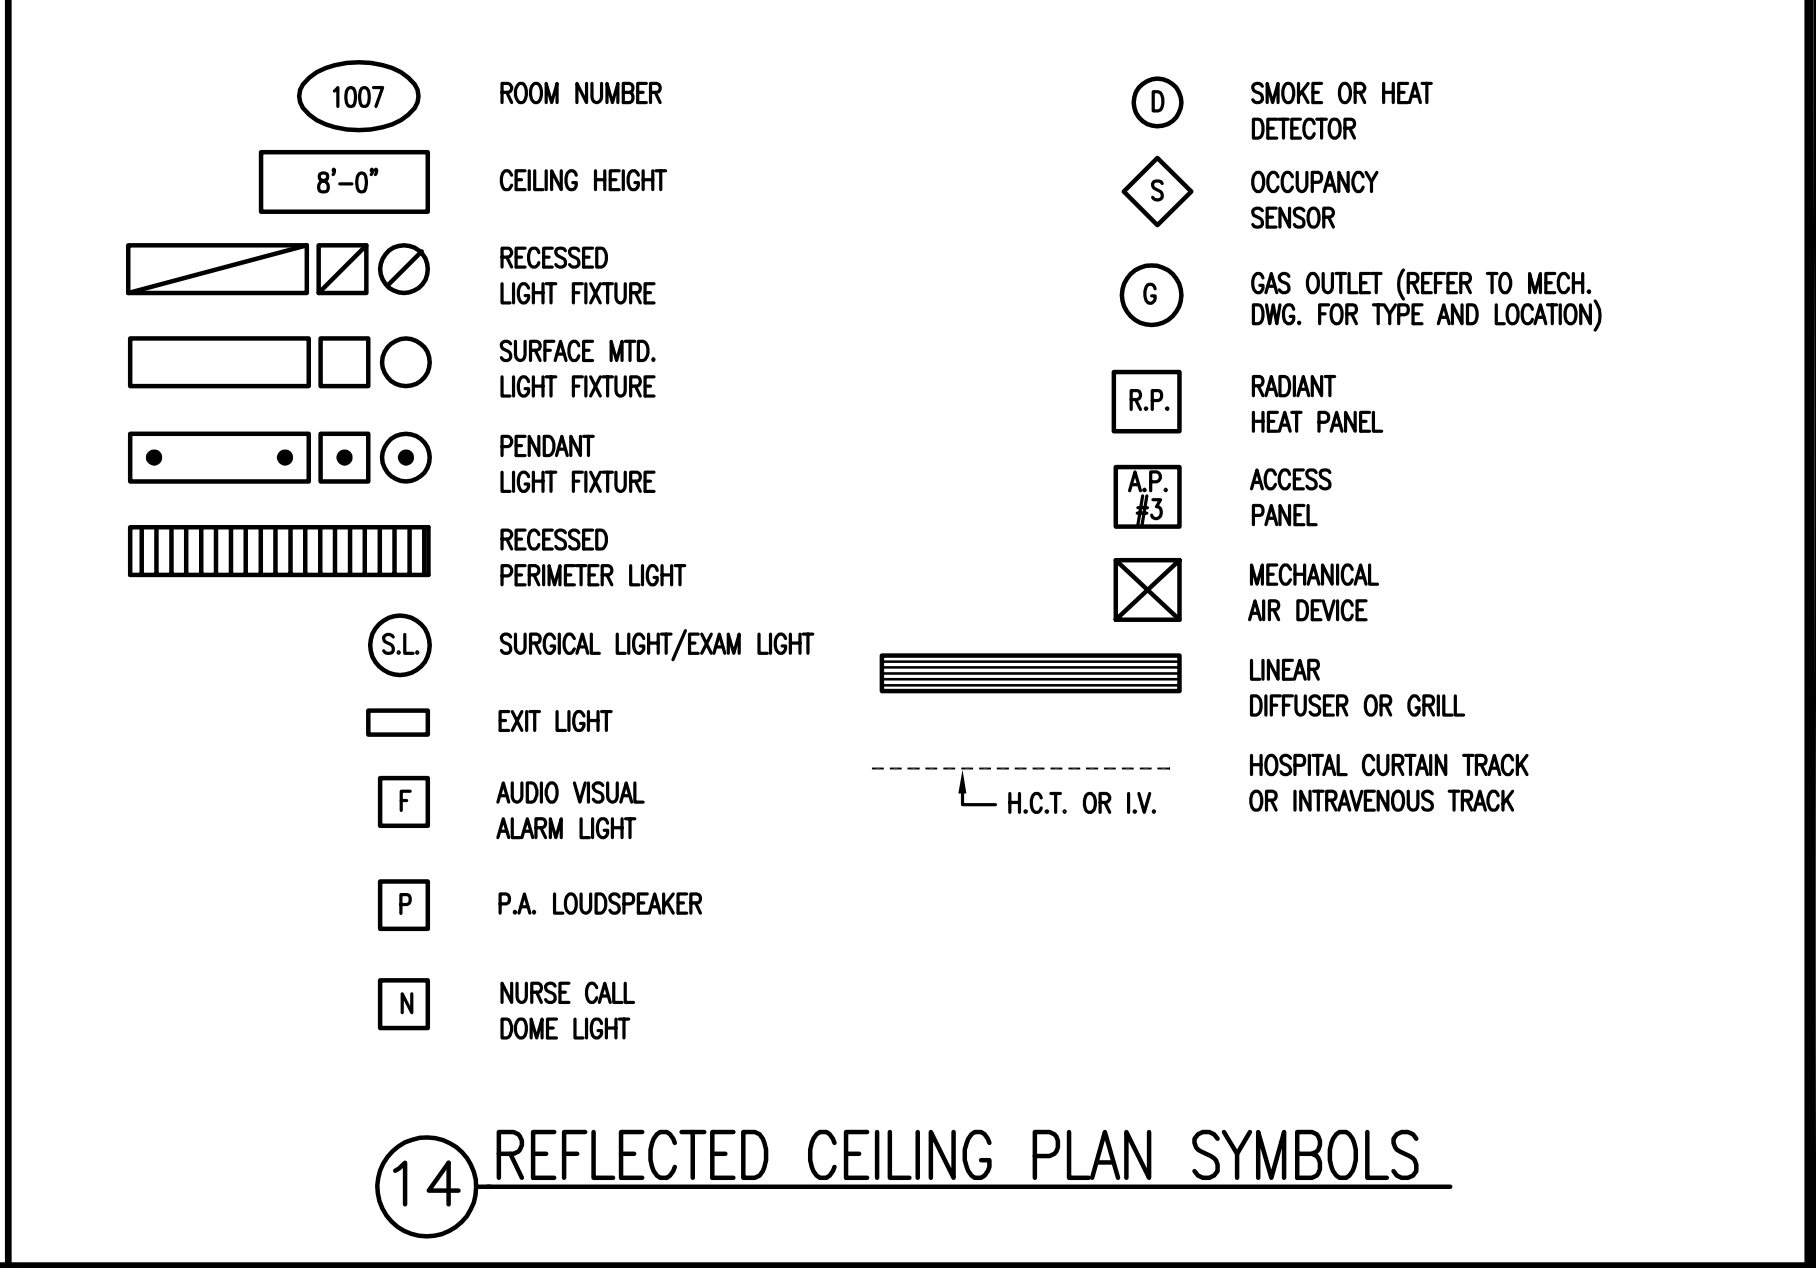 1007
ROOM NUMBER
8'-0"
CEILING HEIGHT
RECESSED
LIGHT FIXTURE
SURFACE MTD.
LIGHT FIXTURE
PENDANT
LIGHT FIXTURE
RECESSED
PERIMETER LIGHT
S.L.
SURGICAL LIGHT/EXAM LIGHT
EXIT LIGHT
F
AUDIO VISUAL
ALARM LIGHT
P
P.A. LOUDSPEAKER
N
NURSE CALL
DOME LIGHT
D
SMOKE OR HEAT
DETECTOR
S
OCCUPANCY
SENSOR
G
GAS OUTLET (REFER TO MECH.
DWG. FOR TYPE AND LOCATION)
R.P.
RADIANT
HEAT PANEL
A.P.
#3
ACCESS
PANEL
MECHANICAL
AIR DEVICE
LINEAR
DIFFUSER OR GRILL
H.C.T. OR I.V.
HOSPITAL CURTAIN TRACK
OR INTRAVENOUS TRACK
14
REFLECTED CEILING PLAN SYMBOLS